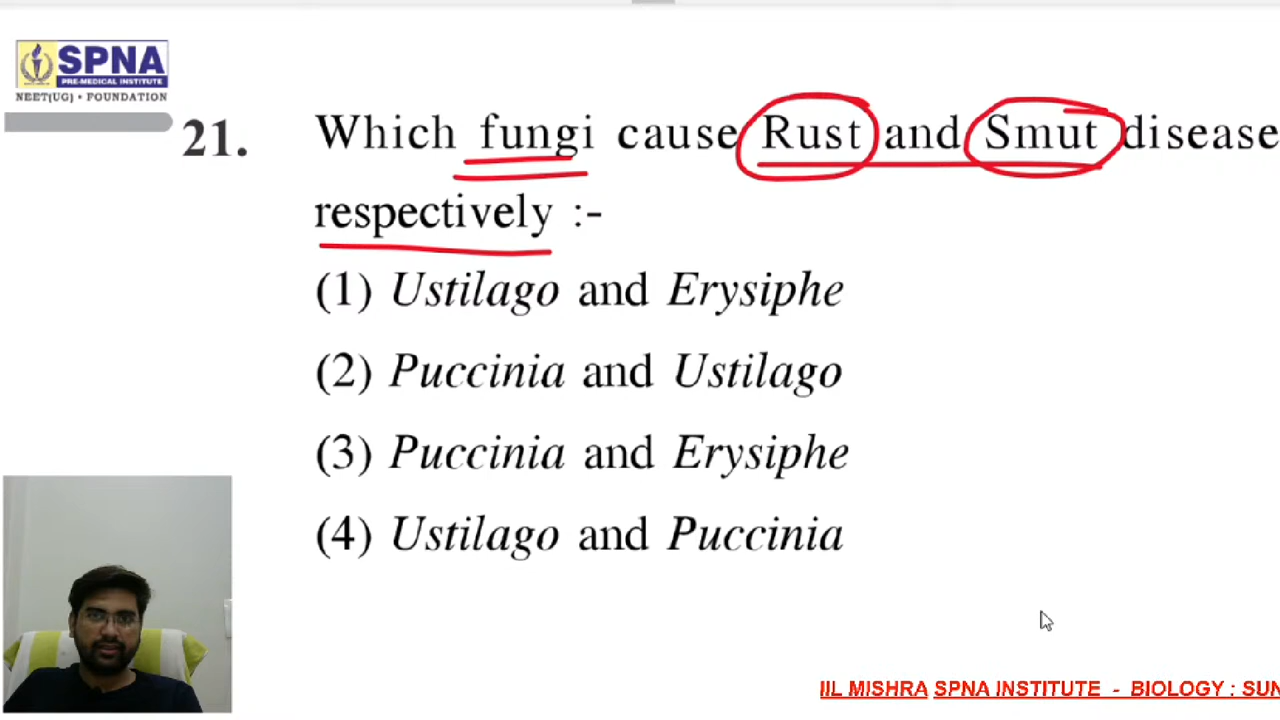 SPNA
PRE-MEDICAL INSTITUTE
NEET(UG) • FOUNDATION
21. Which fungi cause Rust and Smut disease
respectively :-
(1) Ustilago and Erysiphe
(2) Puccinia and Ustilago
(3) Puccinia and Erysiphe
(4) Ustilago and Puccinia
IIL MISHRA SPNA INSTITUTE - BIOLOGY : SUN